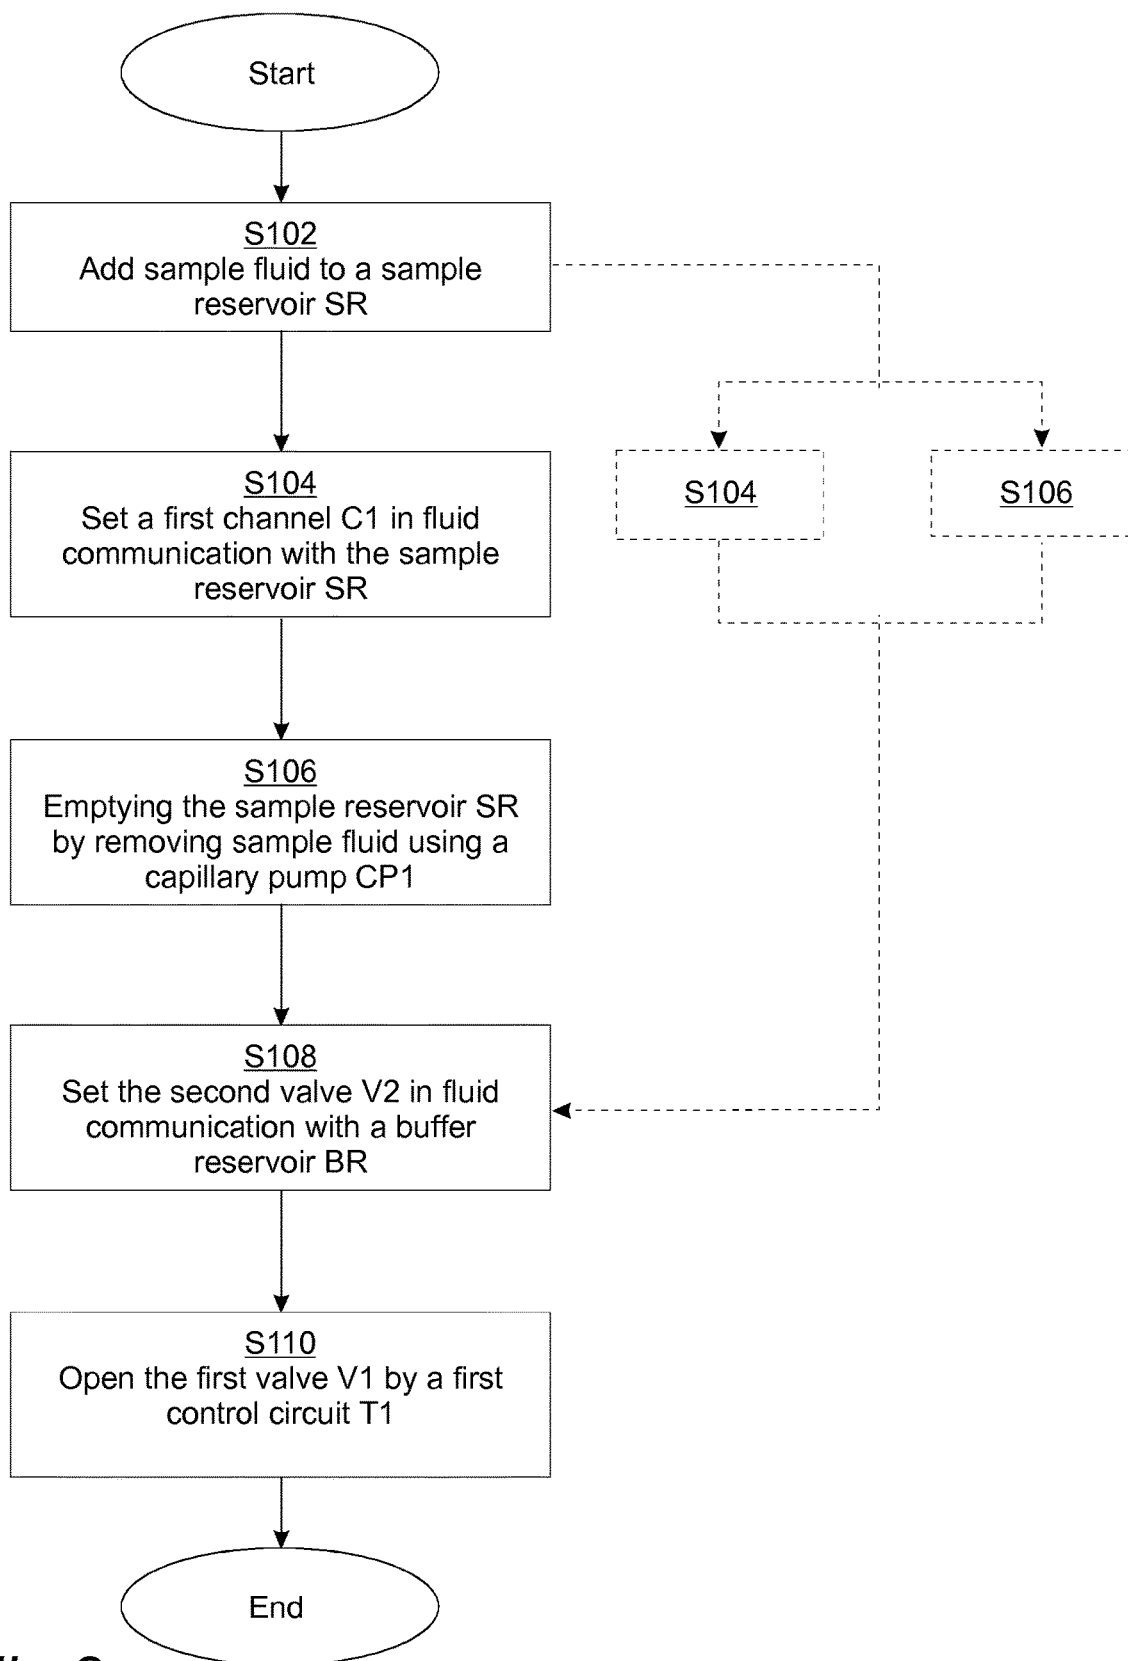 Start
S102
Add sample fluid to a sample
reservoir SR
S104
Set a first channel C1 in fluid
communication with the sample
reservoir SR
S104
S106
S106
Emptying the sample reservoir SR
by removing sample fluid using a
capillary pump CP1
S108
Set the second valve V2 in fluid
communication with a buffer
reservoir BR
S110
Open the first valve V1 by a first
control circuit T1
End